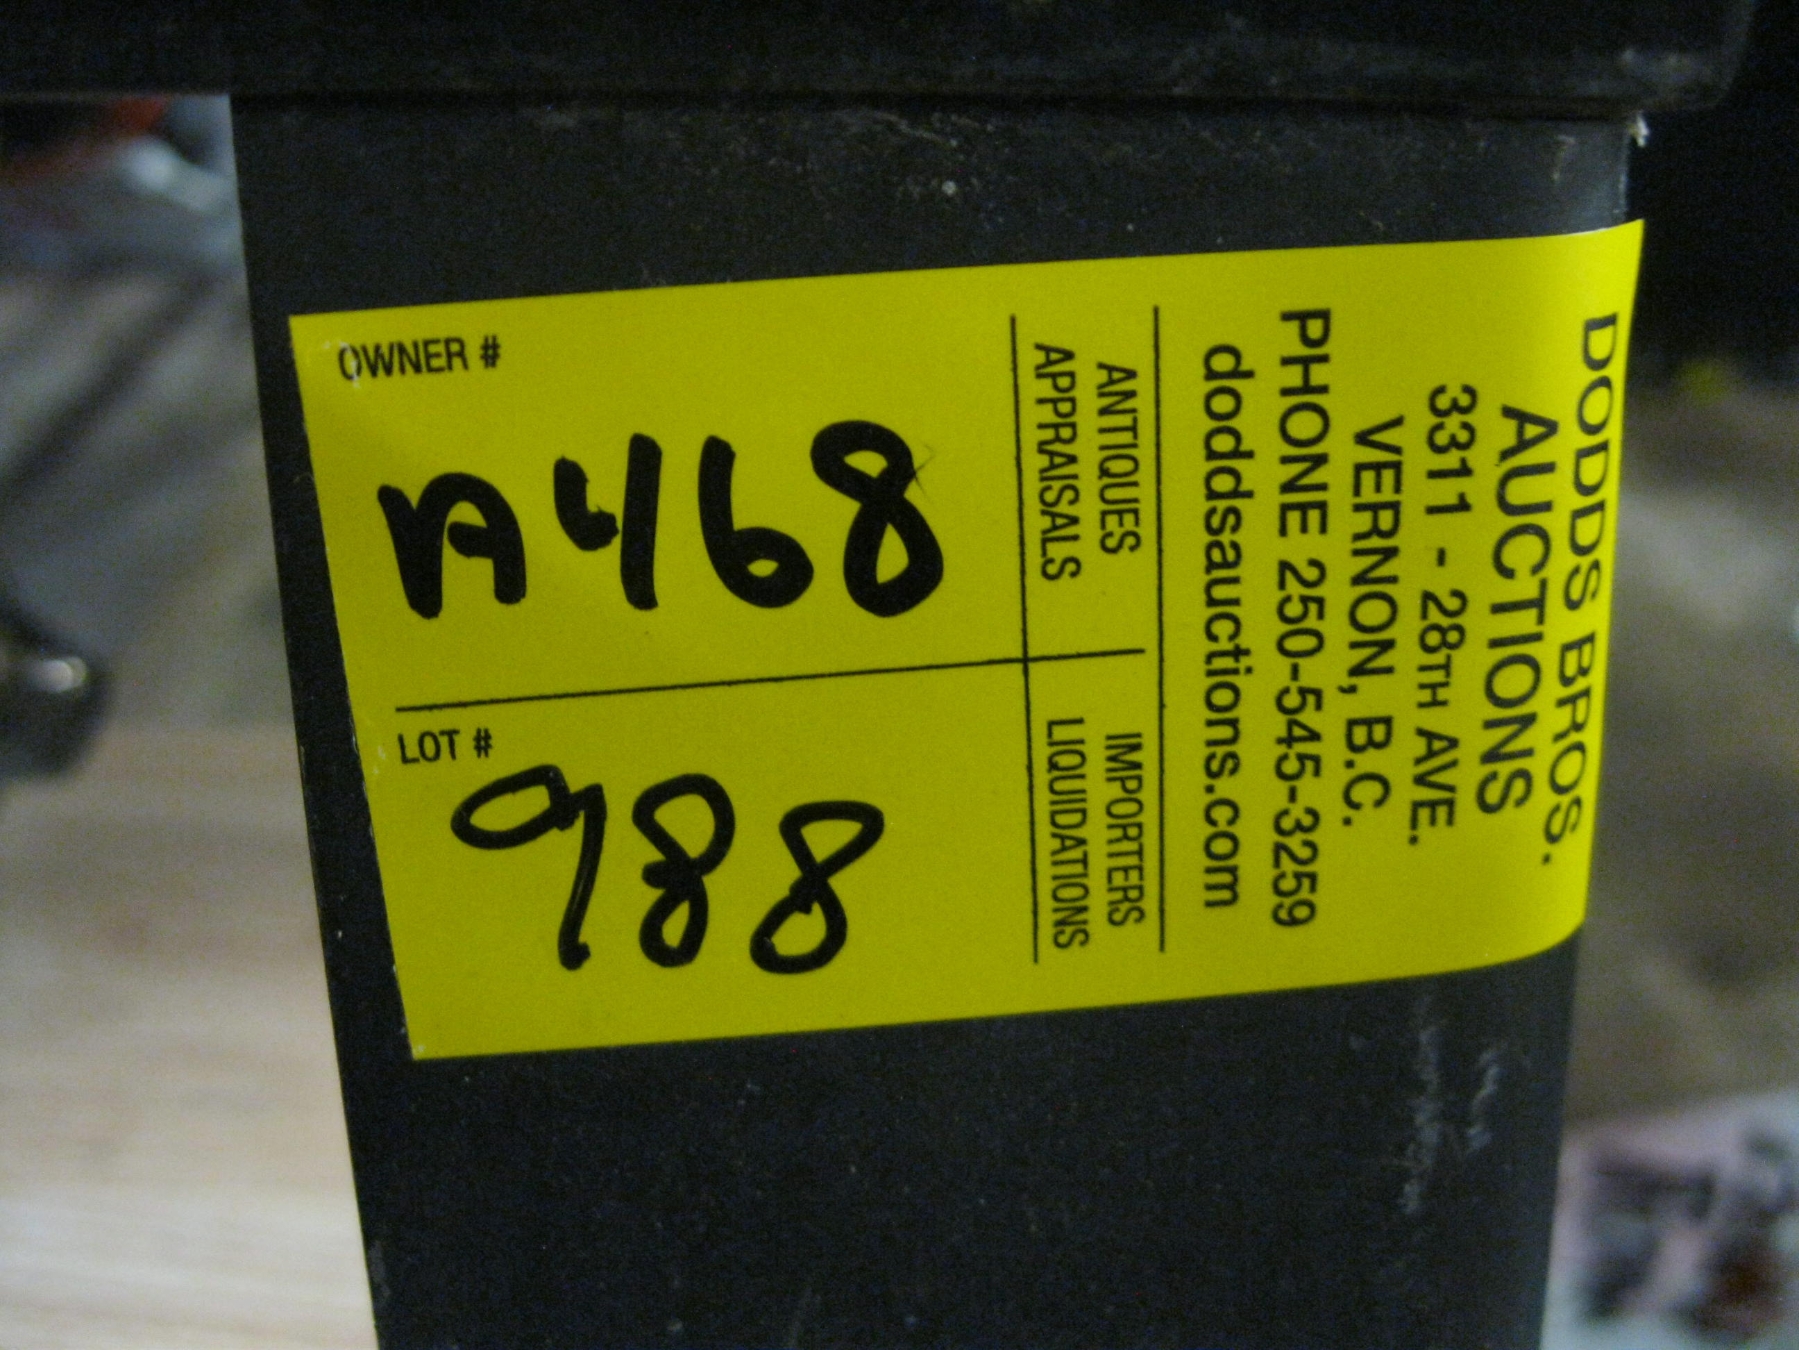 DODDS BROS.
AUCTIONS
3311 - 28TH AVE.
VERNON, B.C.
PHONE 250-545-3259
doddsauctions.com
ANTIQUES
APPRAISALS
IMPORTERS
LIQUIDATIONS
OWNER #
A468
LOT #
988